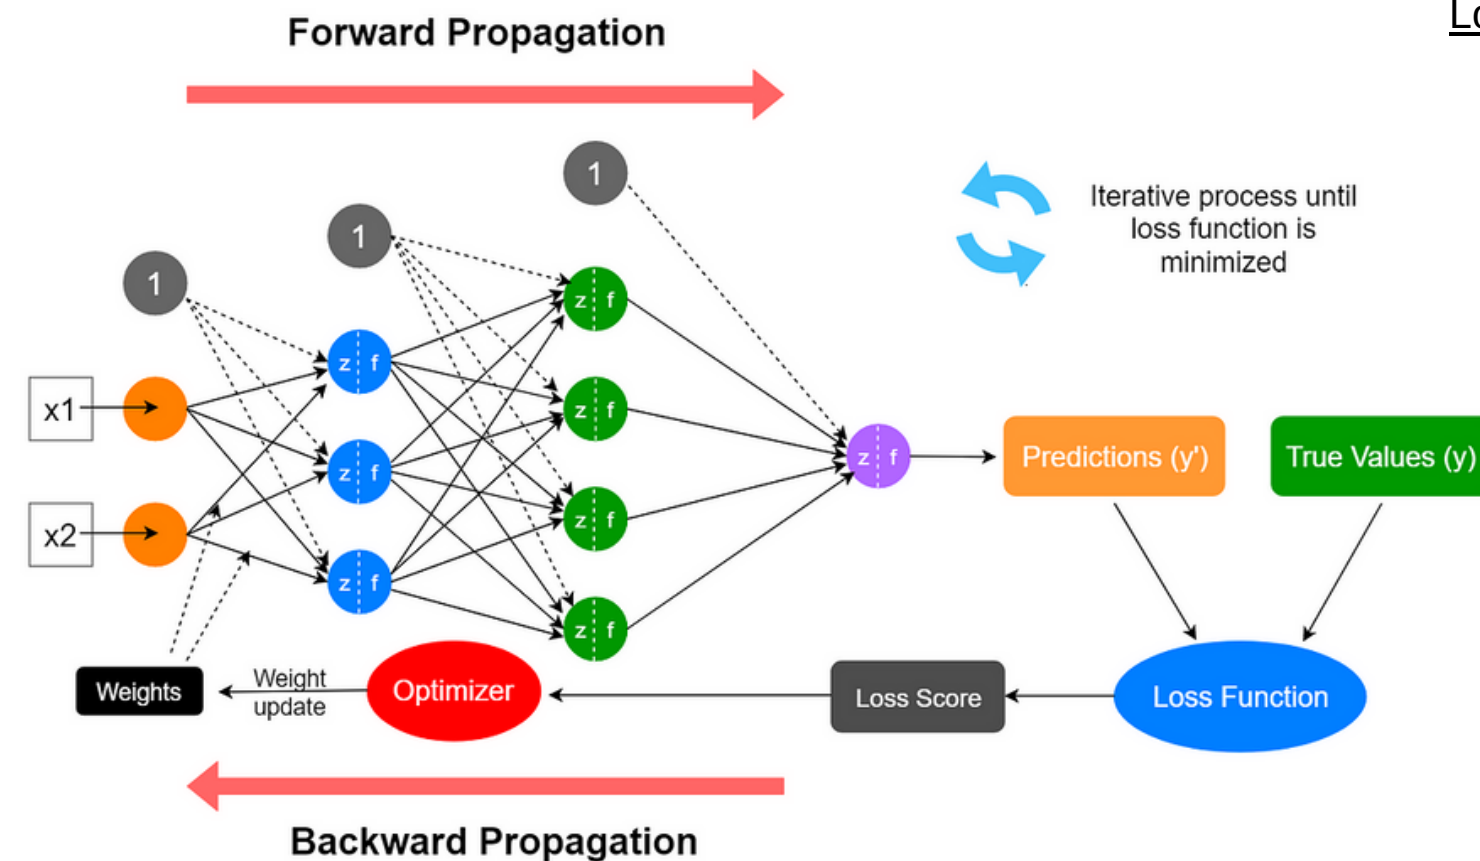 Forward Propagation
Lo
1
1
1
Iterative process until
loss function is
minimized
z f
z f
z f
z f
z f
z f
z f
z f
x1
x2
Predictions (y')
True Values (y)
Weights
Weight
update
Optimizer
Loss Score
Loss Function
Backward Propagation